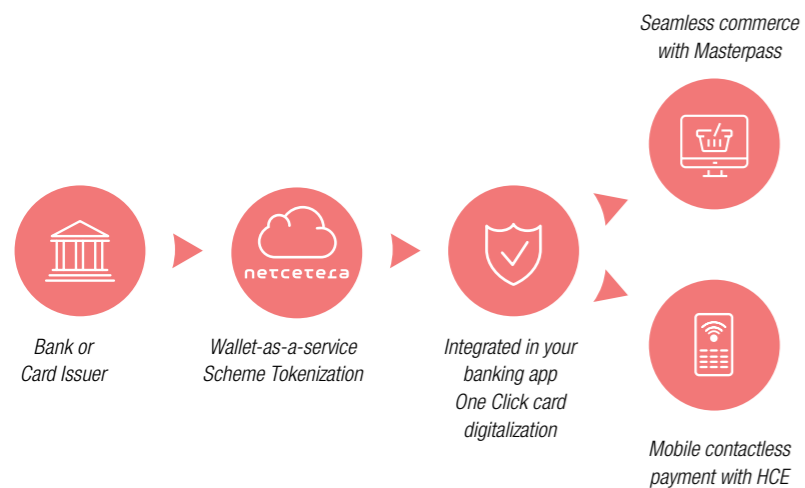 Seamless commerce
with Masterpass
netcetera
Bank or
Card Issuer
Wallet-as-a-service
Scheme Tokenization
Integrated in your
banking app
One Click card
digitalization
Mobile contactless
payment with HCE